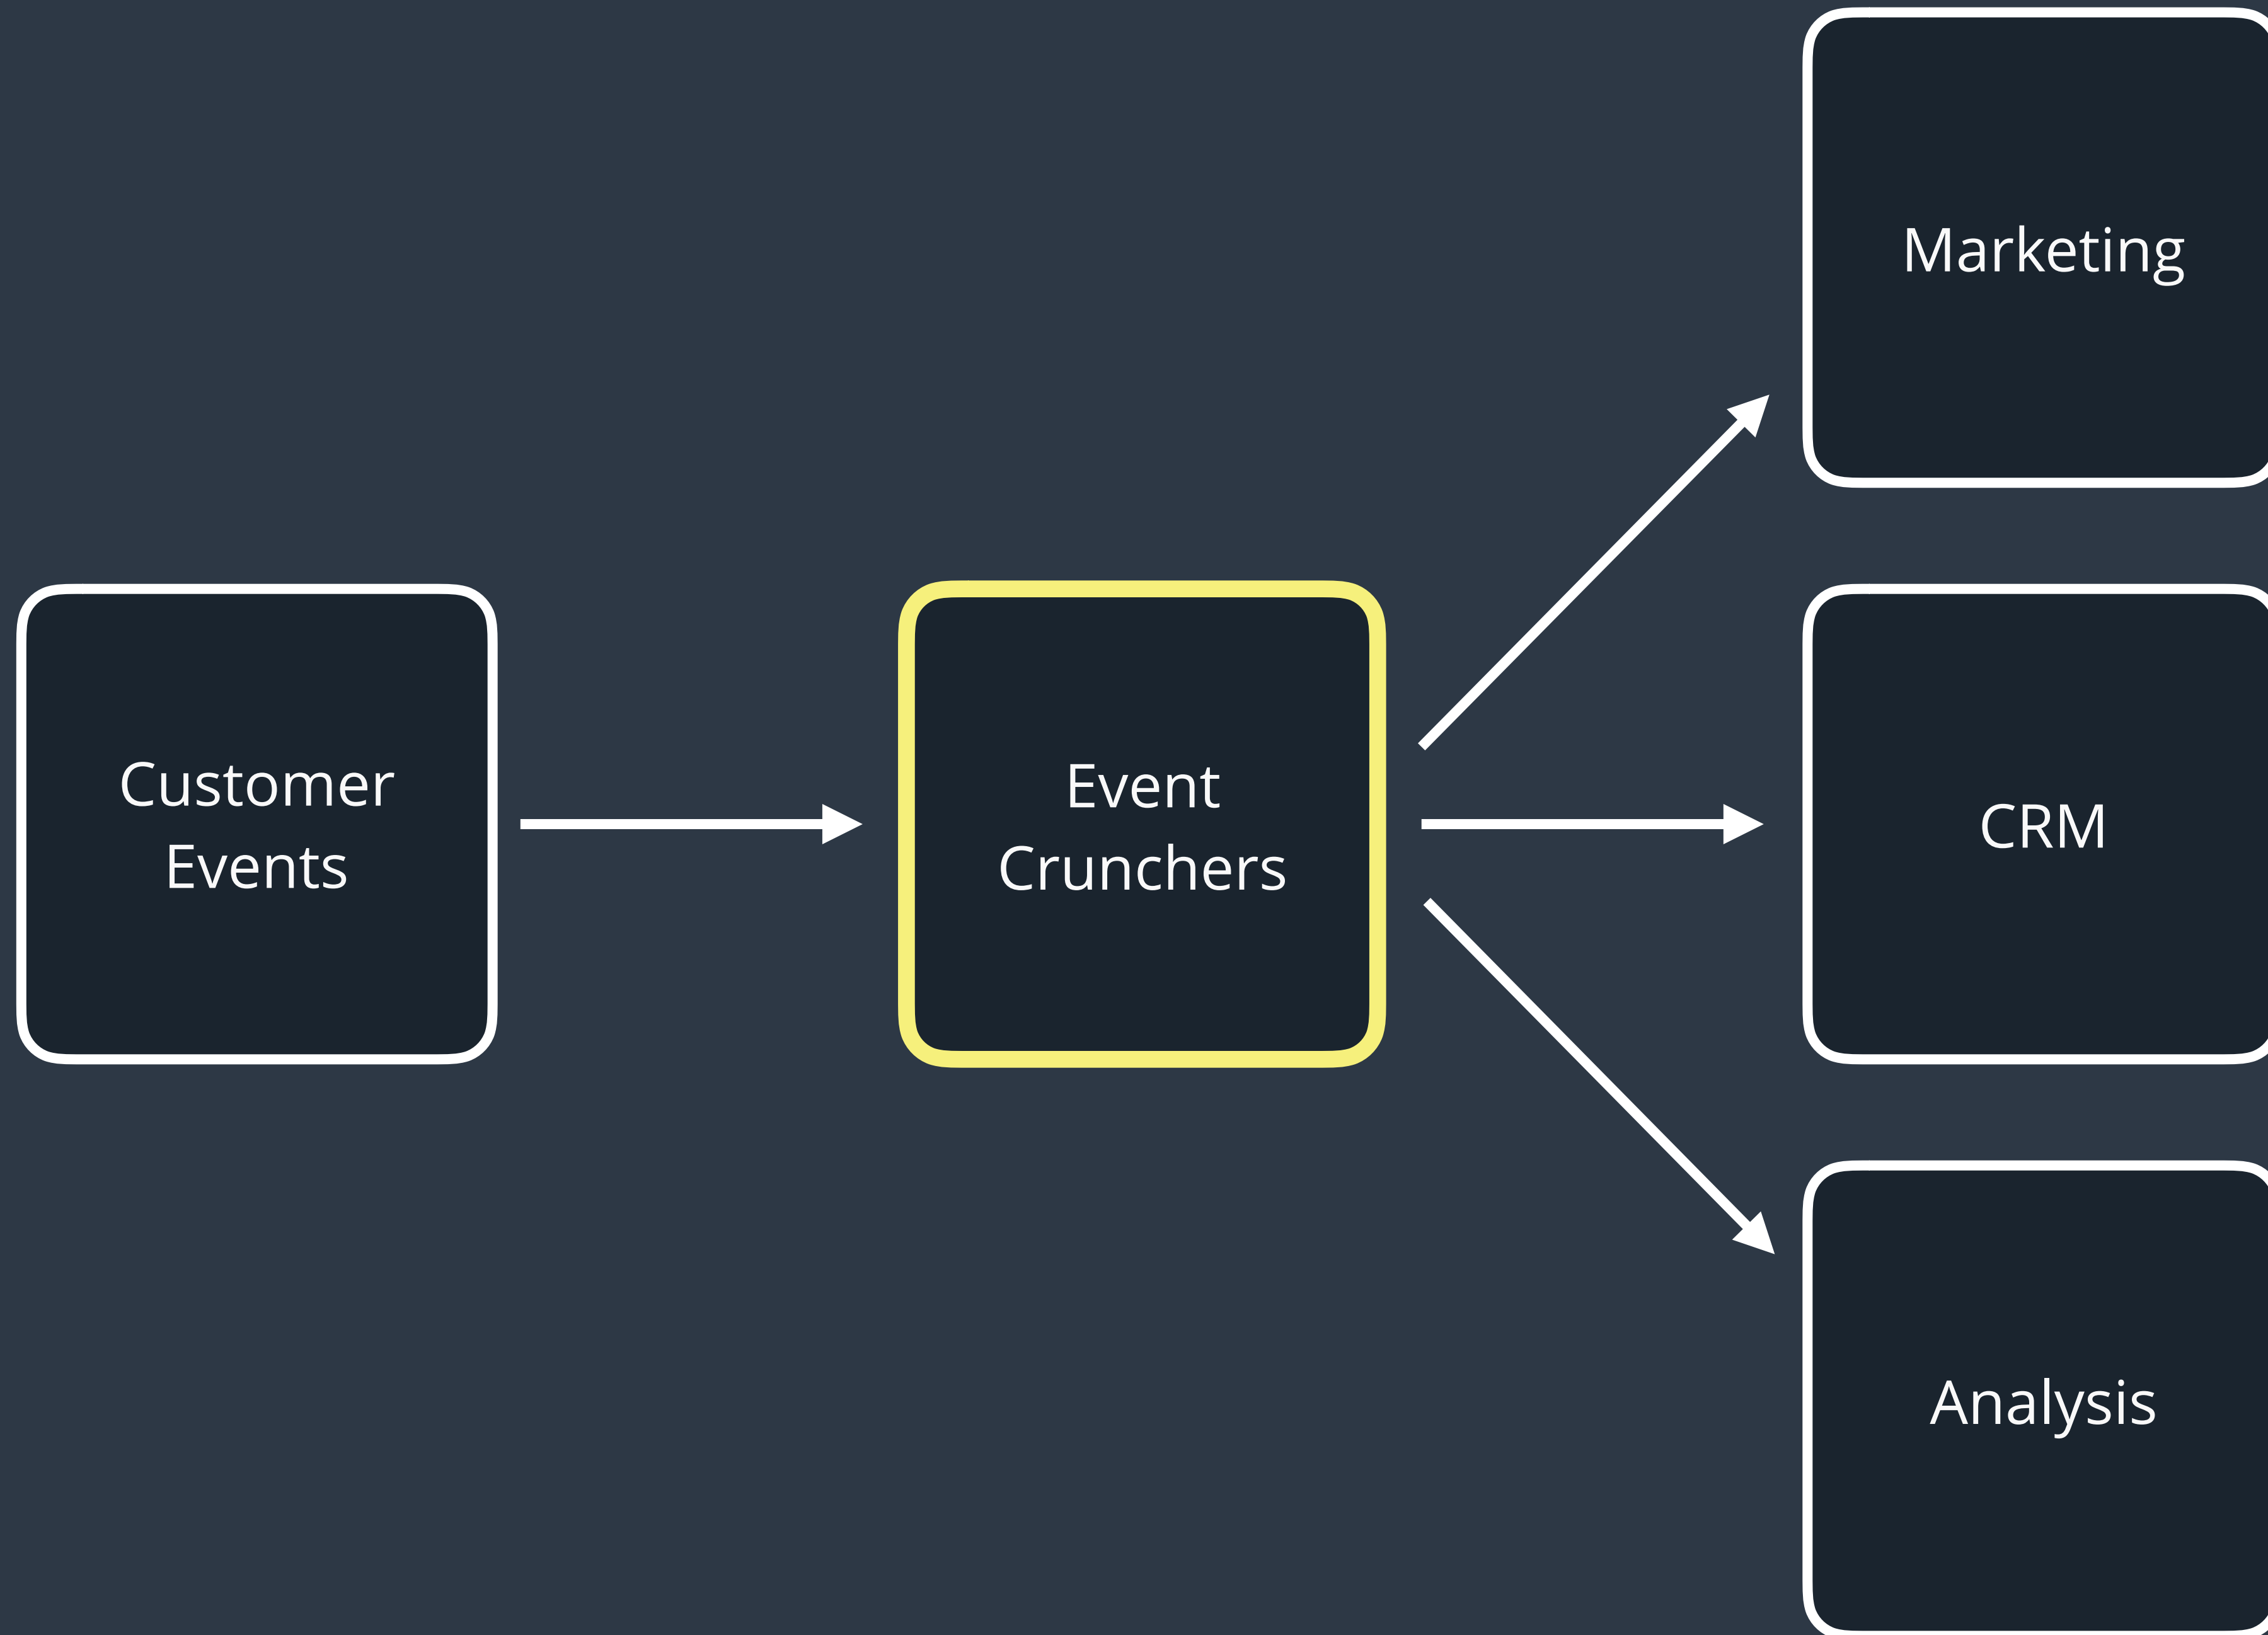 Marketing
Customer
Events
Event
Crunchers
CRM
Analysis